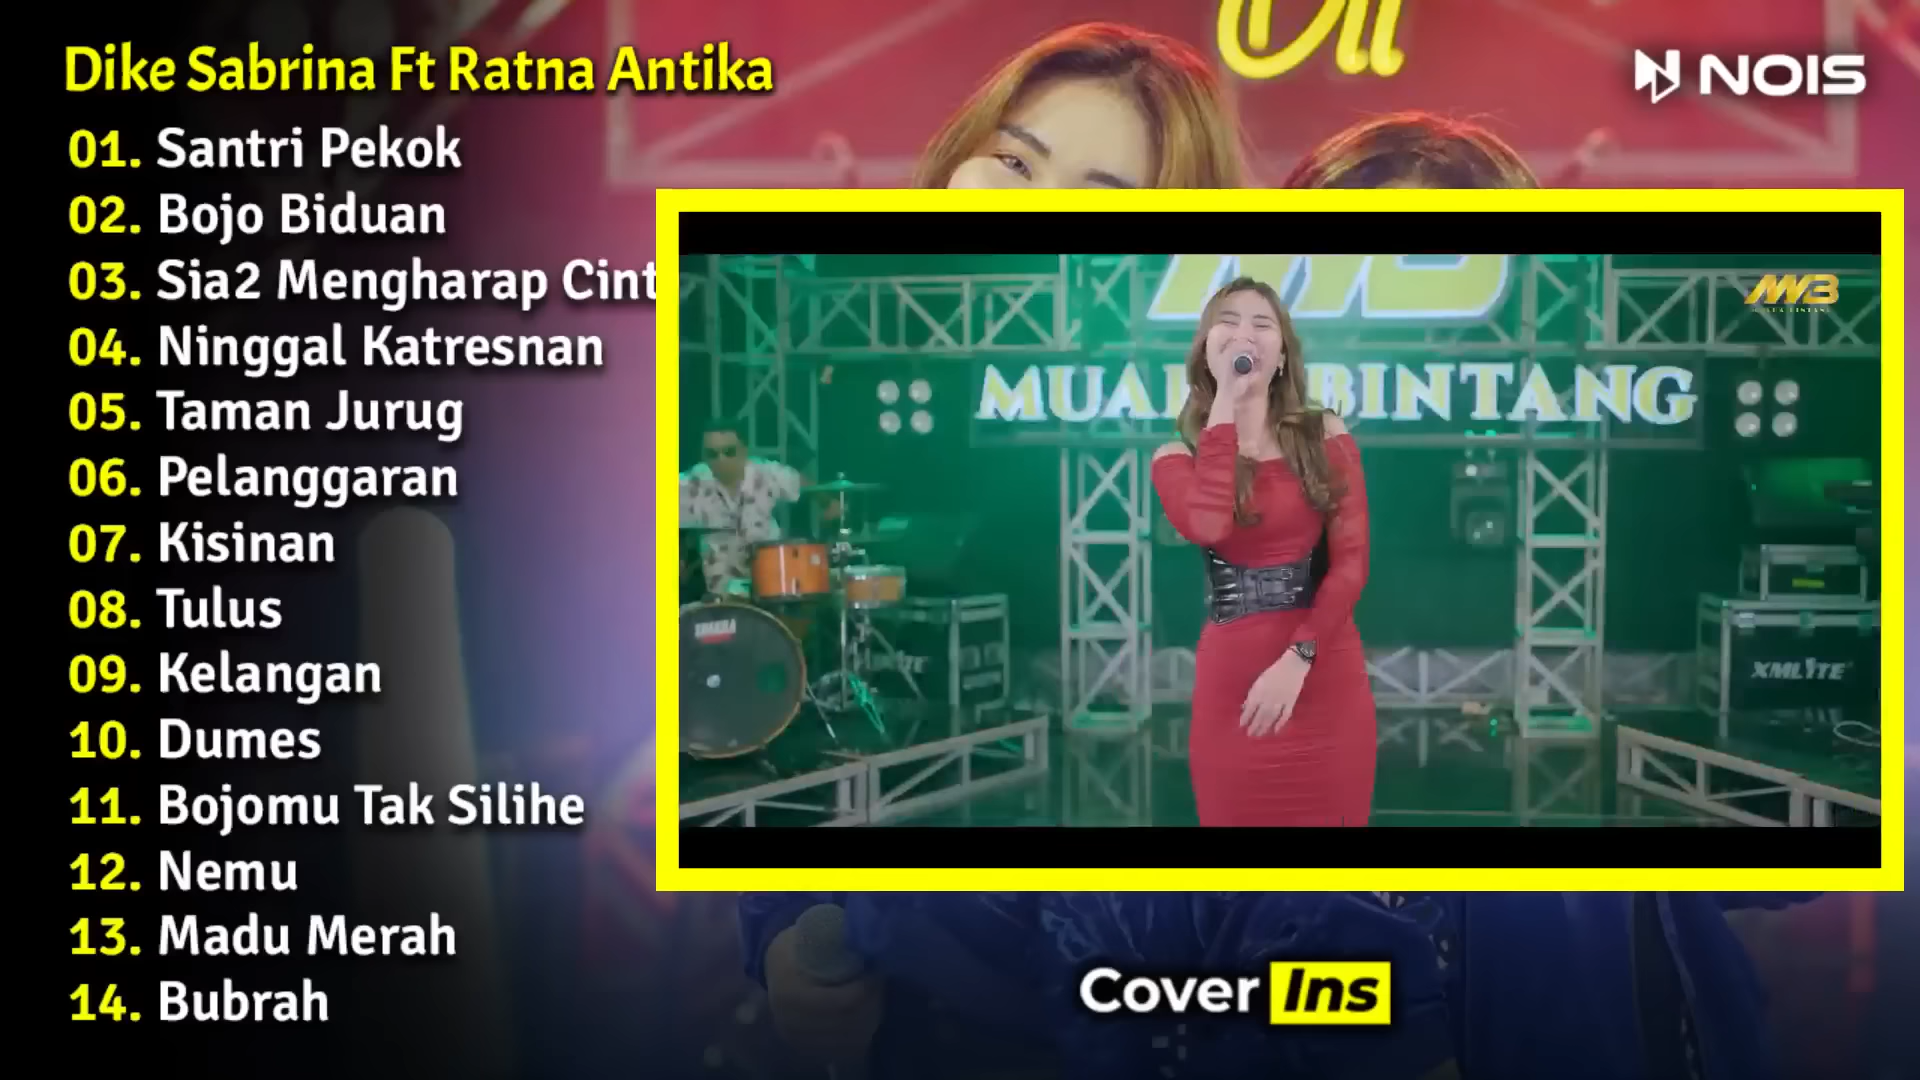 Dike Sabrina Ft Ratna Antika
NOIS
01. Santri Pekok
02. Bojo Biduan
03. Sia2 Mengharap Cint
04. Ninggal Katresnan
05. Taman Jurug
06. Pelanggaran
07. Kisinan
08. Tulus
09. Kelangan
10. Dumes
11. Bojomu Tak Silihe
12. Nemu
13. Madu Merah
14. Bubrah
MB
BINTANG
XMLITE
Cover Ins